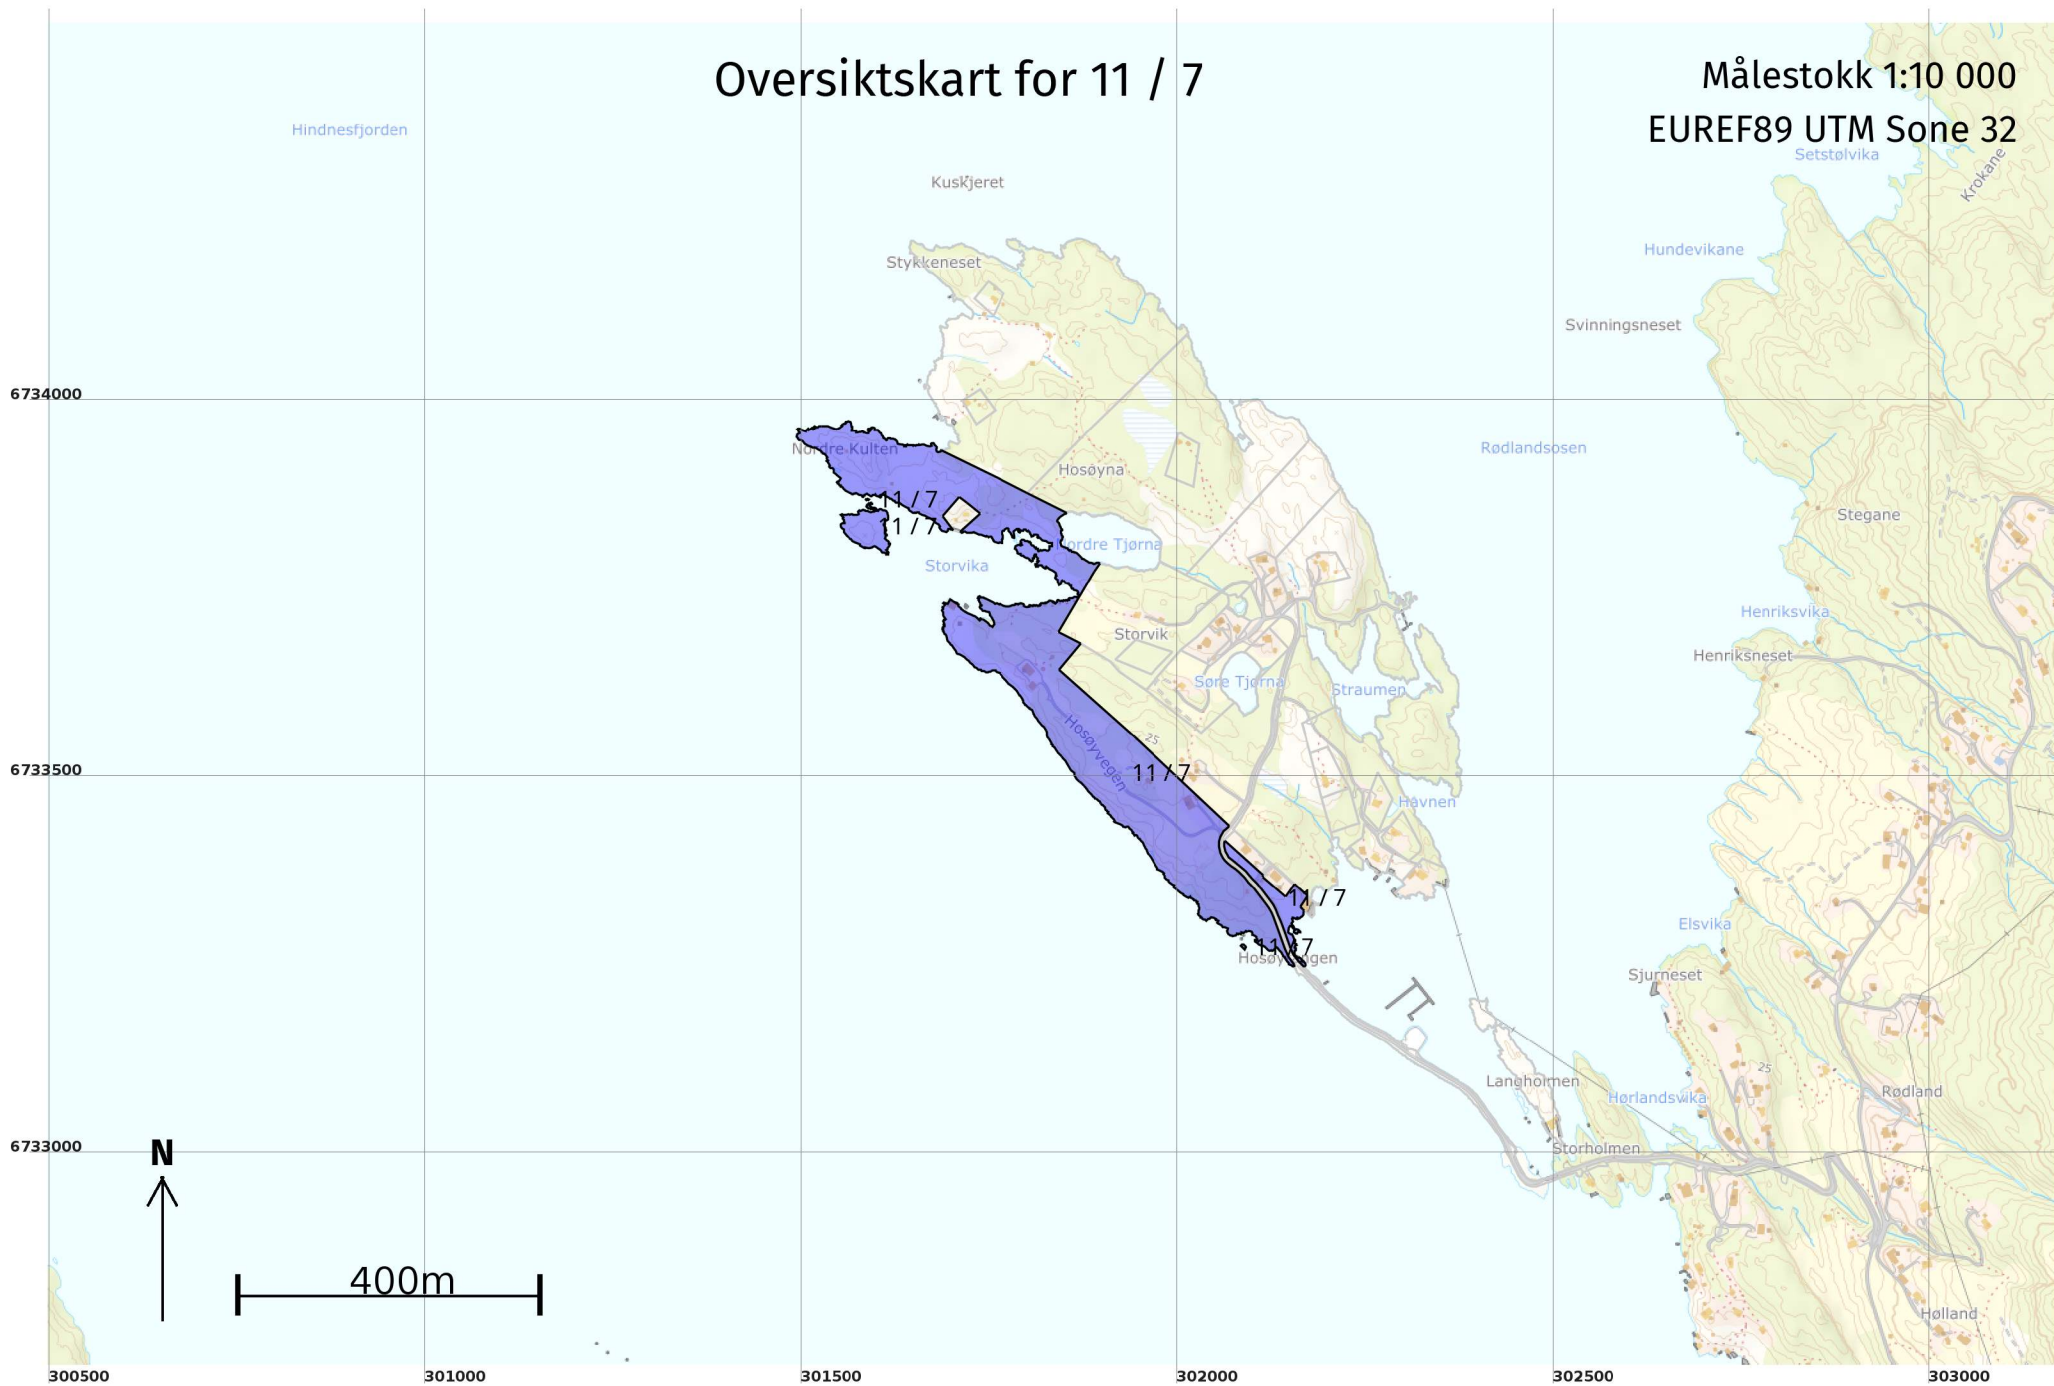 Oversiktskart for 11 / 7
Målestokk 1:10 000
EUREF89 UTM Sone 32
Hindnesfjorden
Setstølvika
Krokane
Kuskjeret
Hundevikane
Stykkeneset
Svinningsneset
6734000
Nordre Kulten
Rødlandsosen
Hosøyna
11 / 7
Stegane
11 / 7
Nordre Tjørna
Storvika
Henriksvika
Storvik
Henriksneset
Søre Tjørna
Straumen
Hosøyvegen
25
6733500
11 / 7
Havnen
11 / 7
Elsvika
11 / 7
Sjurneset
25
Langholmen
Rødland
Hørlandsvika
6733000
Storholmen
N
400m
Hølland
300500
301000
301500
302000
302500
303000